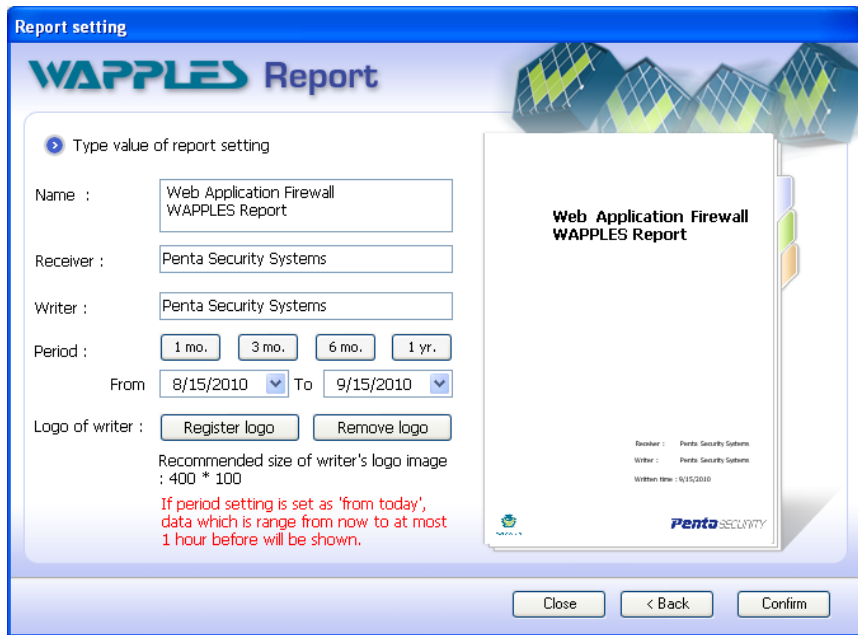 Report setting
WAPPLES Report
Type value of report setting
Name :
Web Application Firewall
WAPPLES Report
Receiver :
Penta Security Systems
Writer :
Penta Security Systems
Period :
1 mo. 3 mo. 6 mo. 1 yr.
From 8/15/2010 To 9/15/2010
Logo of writer : Register logo Remove logo
Recommended size of writer's logo image
: 400 * 100
If period setting is set as 'from today',
data which is range from now to at most
1 hour before will be shown.
Web Application Firewall
WAPPLES Report
Receiver : Penta Security Systems
Writer : Penta Security Systems
Written time : 9/15/2010
Penta SECURITY
Close < Back Confirm